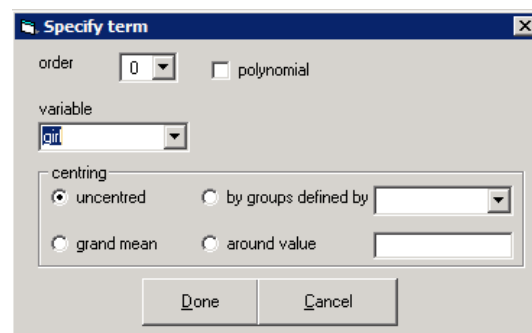 Specify term
order 0 polynomial
variable
girl
centring
uncentred by groups defined by
grand mean around value
Done Cancel